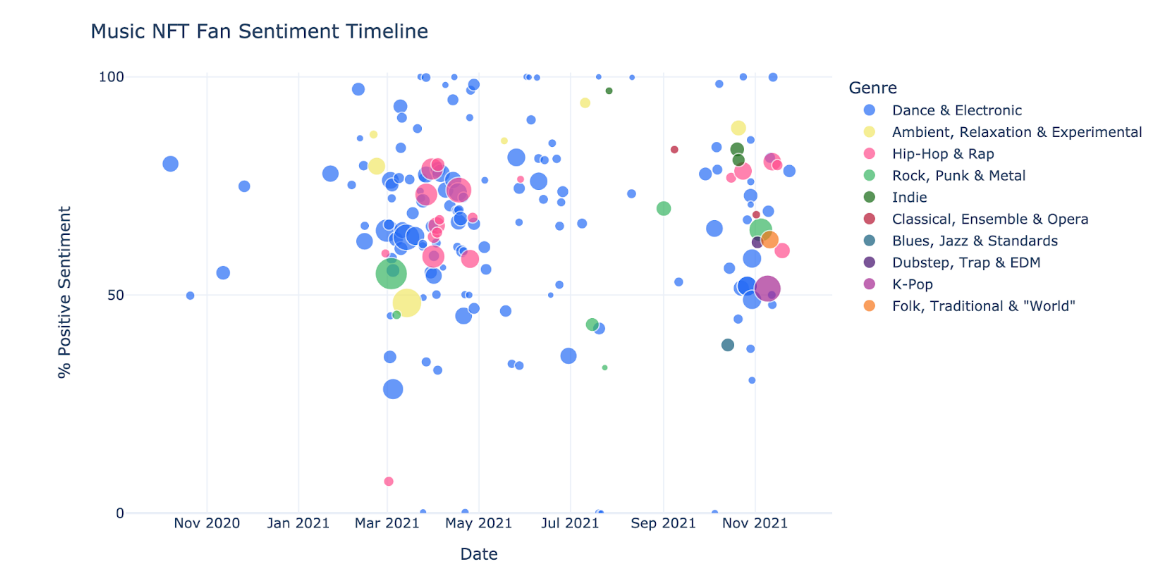 Music NFT Fan Sentiment Timeline
% Positive Sentiment
100
50
0
Nov 2020
Jan 2021
Mar 2021
May 2021
Jul 2021
Sep 2021
Nov 2021
Date
Genre
Dance & Electronic
Ambient, Relaxation & Experimental
Hip-Hop & Rap
Rock, Punk & Metal
Indie
Classical, Ensemble & Opera
Blues, Jazz & Standards
Dubstep, Trap & EDM
K-Pop
Folk, Traditional & "World"